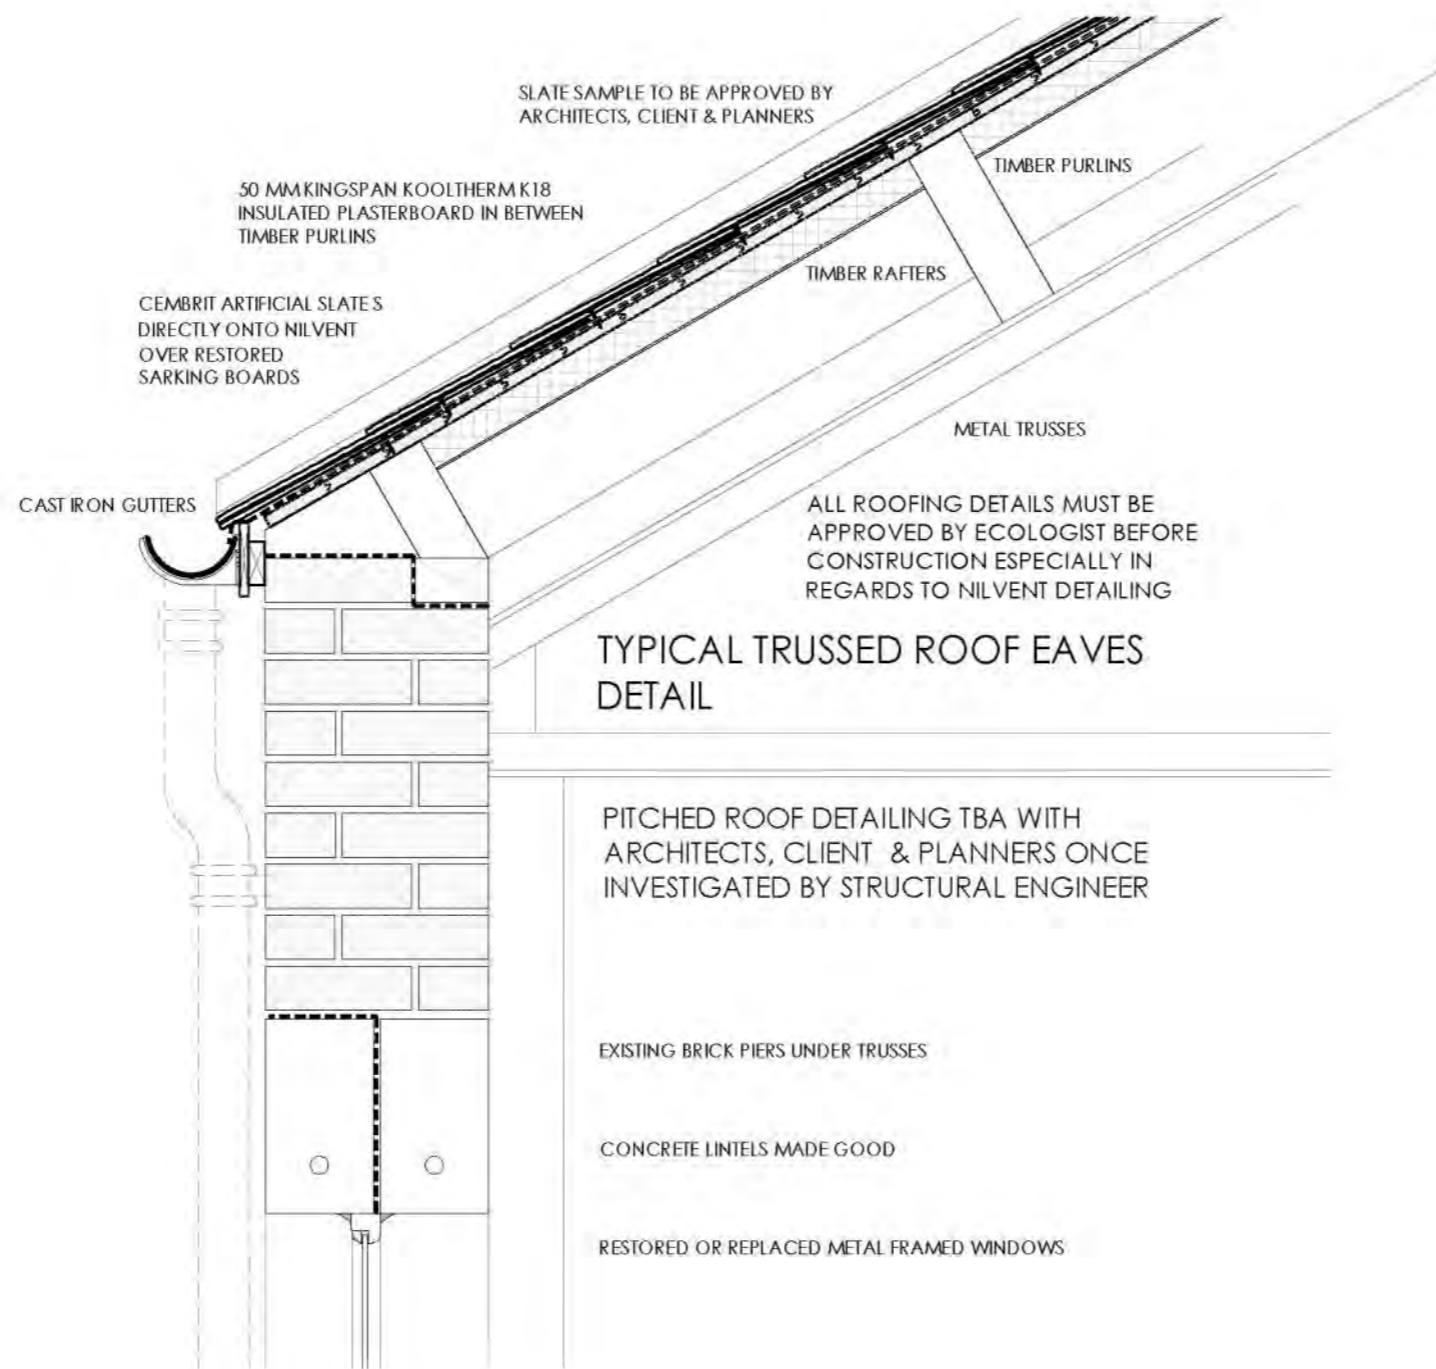 SLATE SAMPLE TO BE APPROVED BY
ARCHITECTS, CLIENT & PLANNERS
TIMBER PURLINS
50 MM KINGSPAN KOOLTHERM K18
INSULATED PLASTERBOARD IN BETWEEN
TIMBER PURLINS
TIMBER RAFTERS
CEMBRIT ARTIFICIAL SLATES
DIRECTLY ONTO NILVENT
OVER RESTORED
SARKING BOARDS
METAL TRUSSES
CAST IRON GUTTERS
ALL ROOFING DETAILS MUST BE
APPROVED BY ECOLOGIST BEFORE
CONSTRUCTION ESPECIALLY IN
REGARDS TO NILVENT DETAILING
TYPICAL TRUSSED ROOF EAVES
DETAIL
PITCHED ROOF DETAILING TBA WITH
ARCHITECTS, CLIENT & PLANNERS ONCE
INVESTIGATED BY STRUCTURAL ENGINEER
EXISTING BRICK PIERS UNDER TRUSSES
CONCRETE LINTELS MADE GOOD
RESTORED OR REPLACED METAL FRAMED WINDOWS